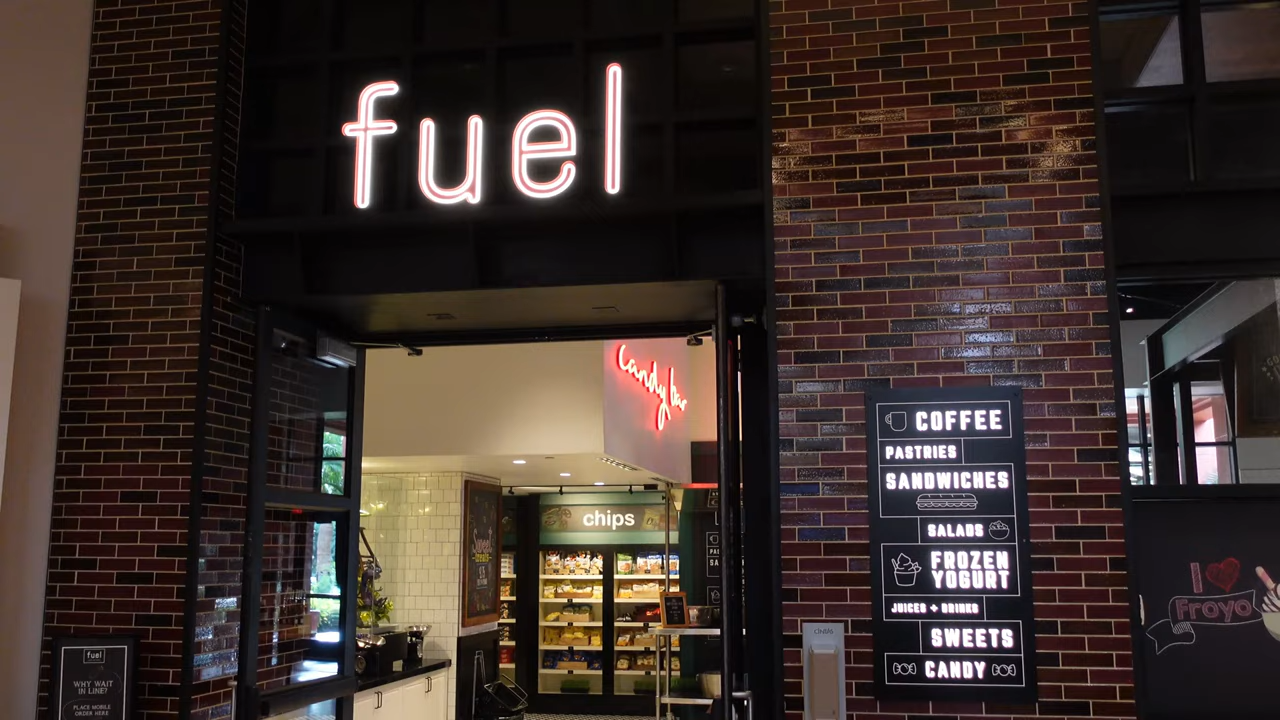 fuel
candy bar
chips
COFFEE
PASTRIES
SANDWICHES
SALADS
FROZEN
YOGURT
JUICES + DRINKS
SWEETS
CANDY
I
Froyo
fuel
WHY WAIT
IN LINE?
PLACE MOBILE
ORDER HERE
Sweet